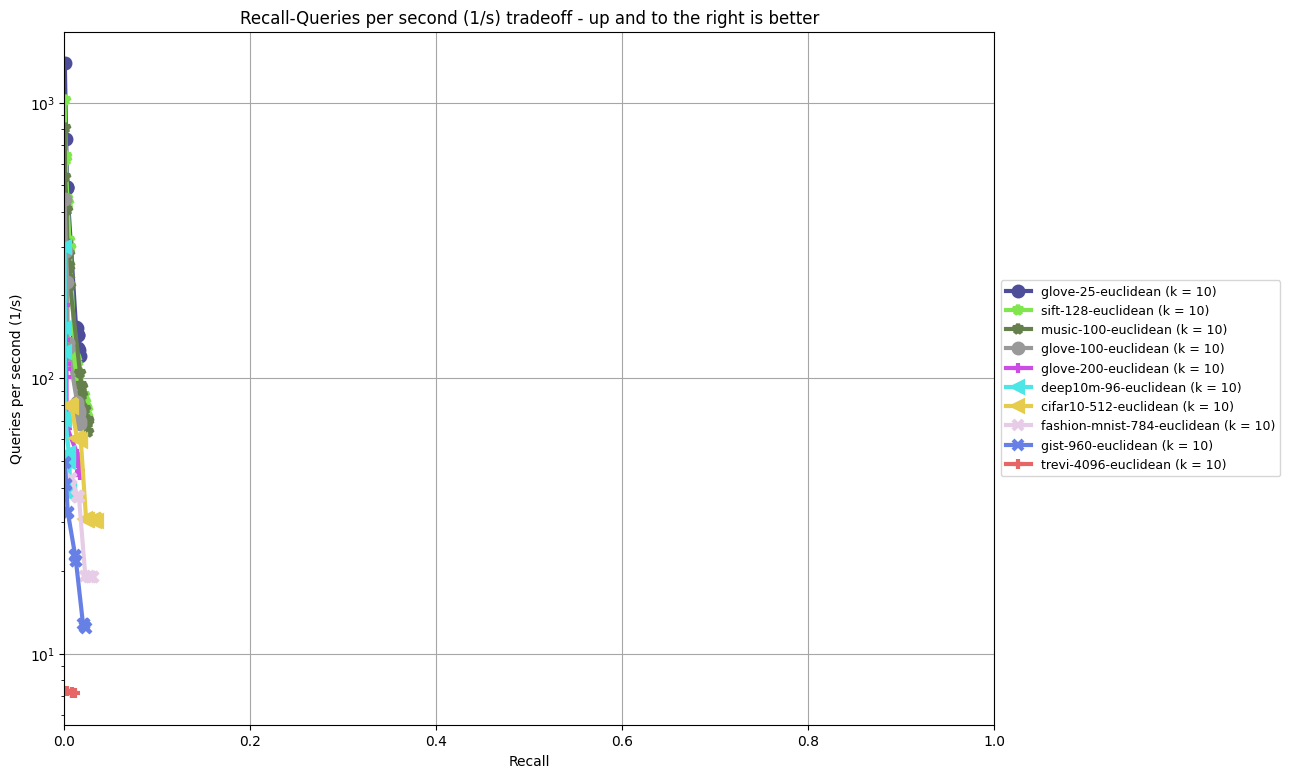 Recall-Queries per second (1/s) tradeoff - up and to the right is better
Queries per second (1/s)
10³
10²
10¹
0.0 0.2 0.4 0.6 0.8 1.0
Recall
glove-25-euclidean (k = 10)
sift-128-euclidean (k = 10)
music-100-euclidean (k = 10)
glove-100-euclidean (k = 10)
glove-200-euclidean (k = 10)
deep10m-96-euclidean (k = 10)
cifar10-512-euclidean (k = 10)
fashion-mnist-784-euclidean (k = 10)
gist-960-euclidean (k = 10)
trevi-4096-euclidean (k = 10)